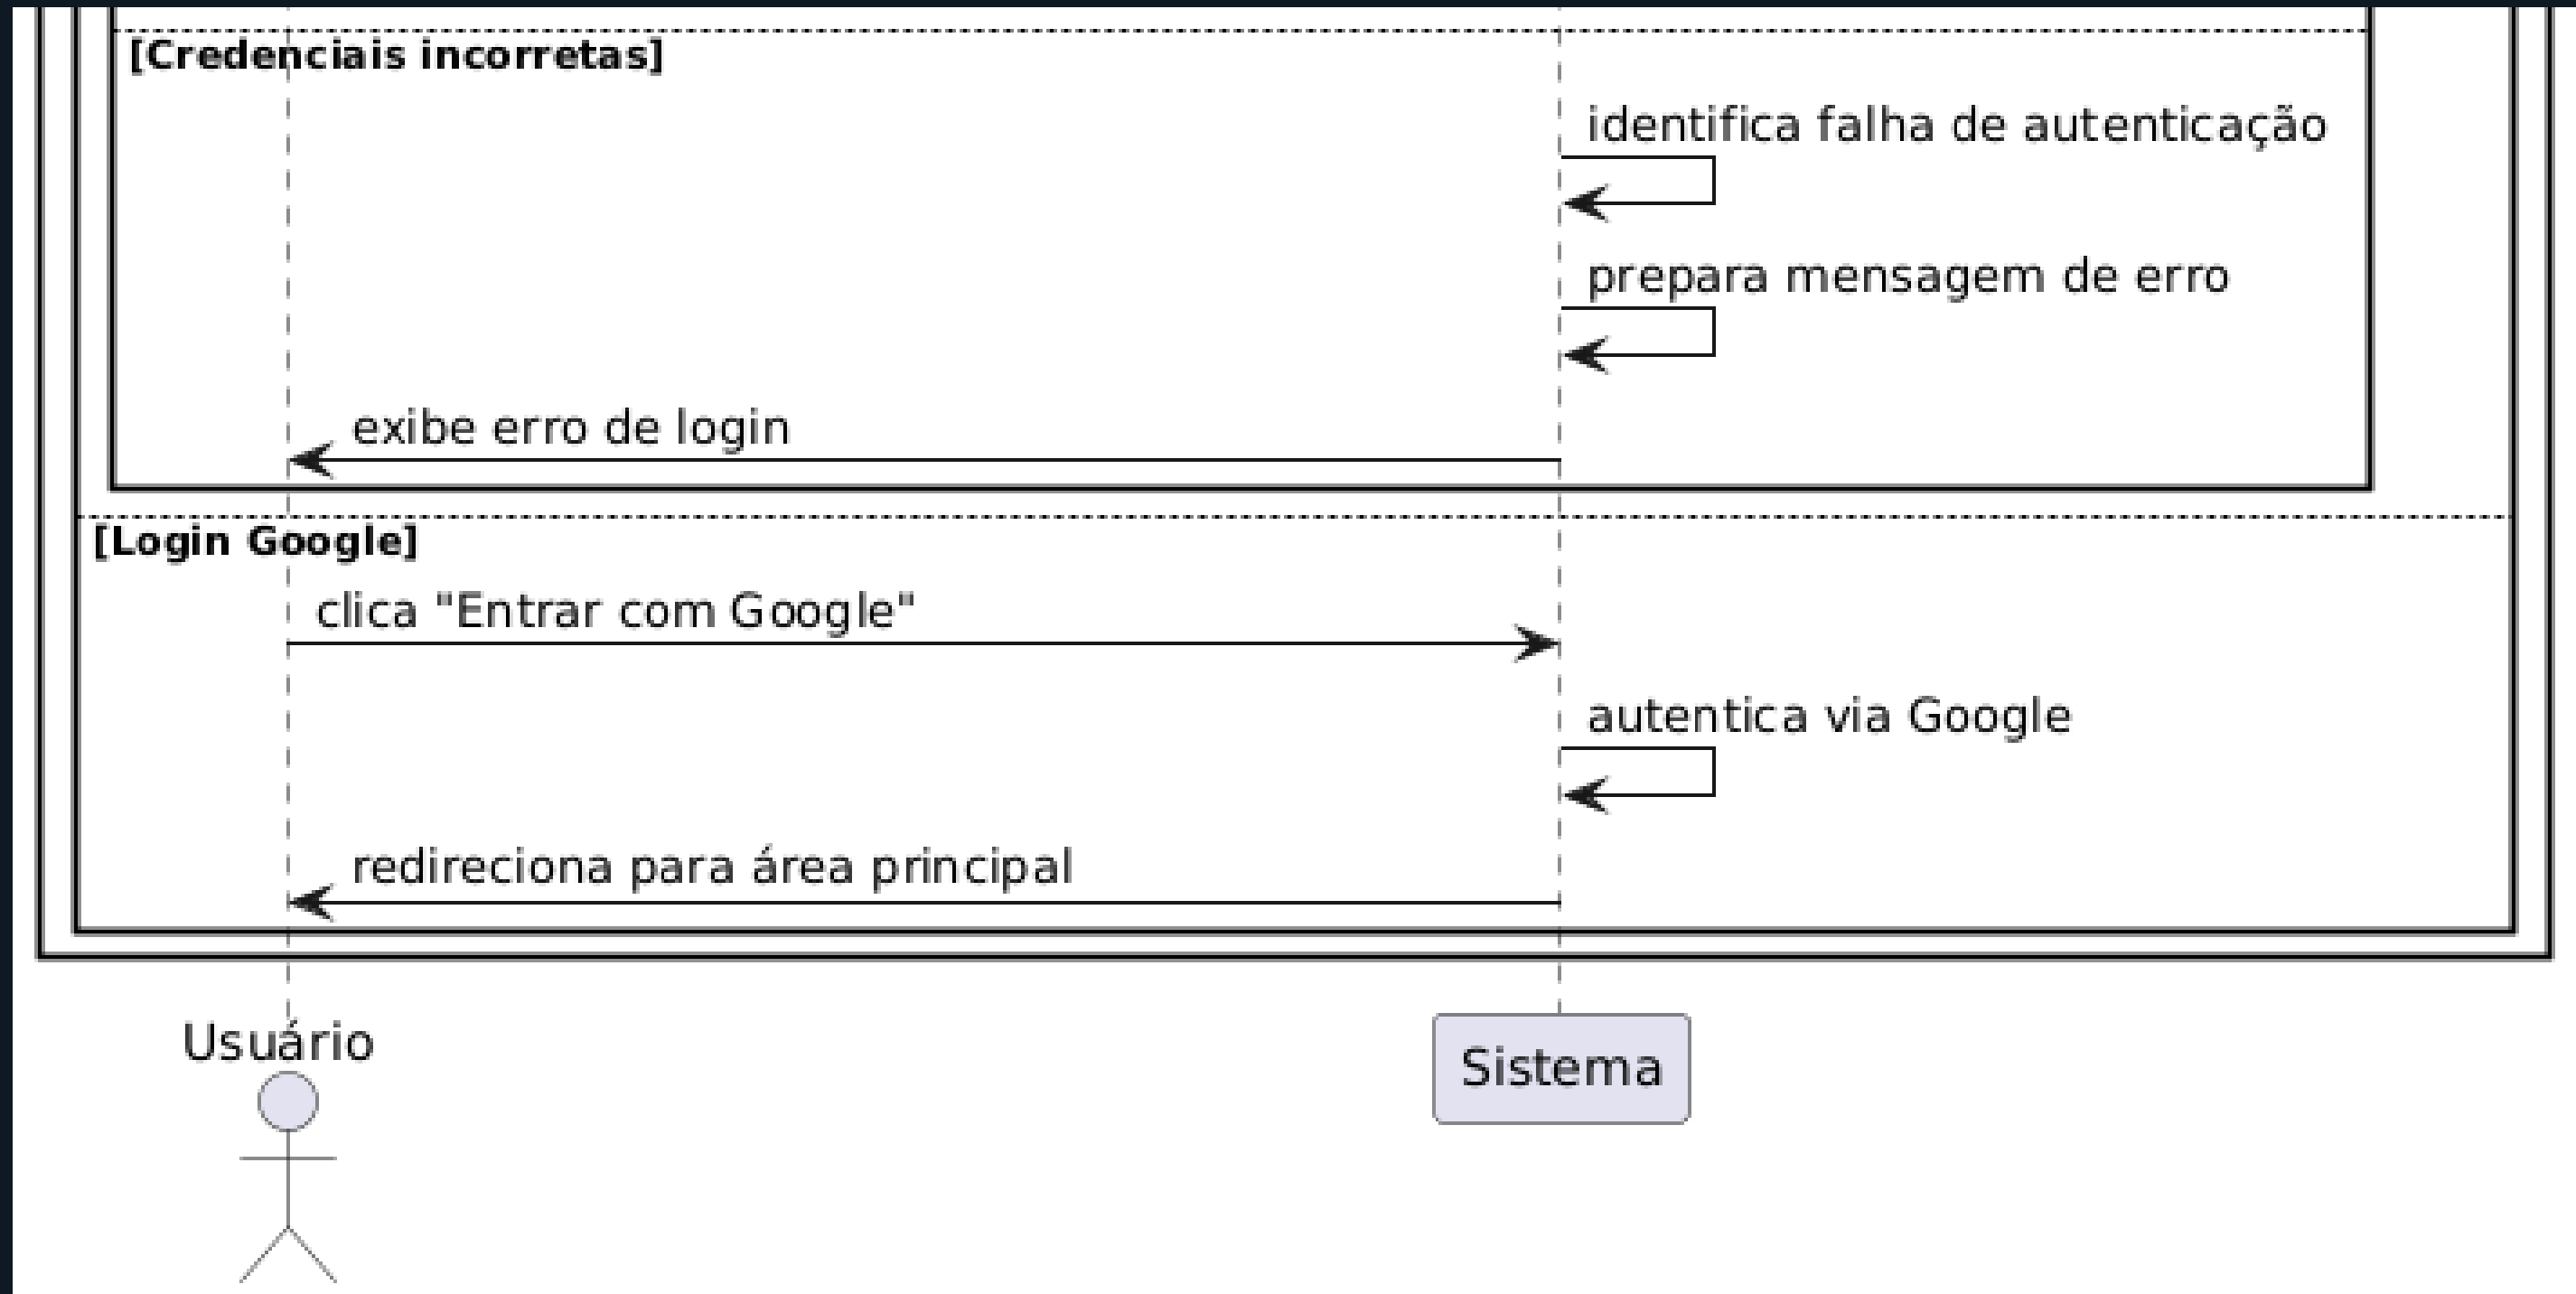 [Credenciais incorretas]
identifica falha de autenticação
prepara mensagem de erro
exibe erro de login
[Login Google]
clica "Entrar com Google"
autentica via Google
redireciona para área principal
Usuário
Sistema